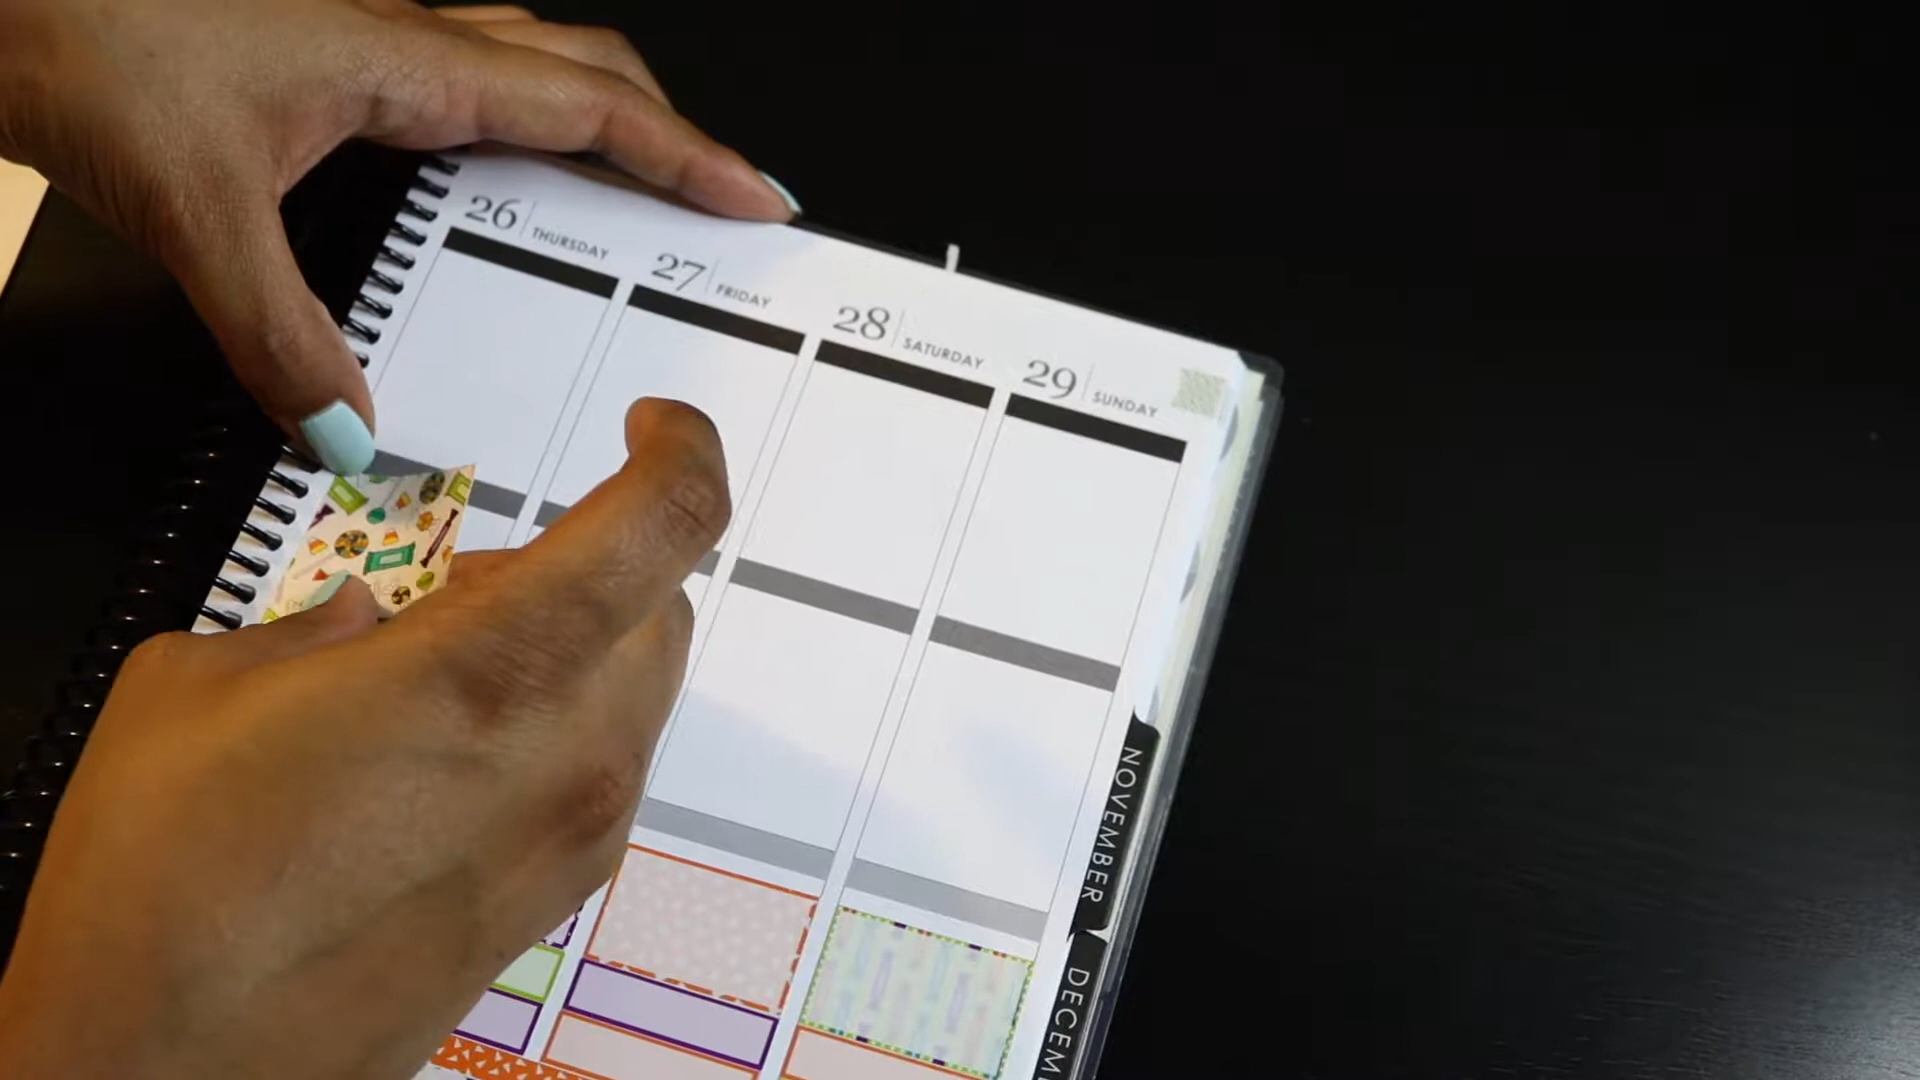 26 THURSDAY
27 FRIDAY
28 SATURDAY
29 SUNDAY
NOVEMBER
DECEM